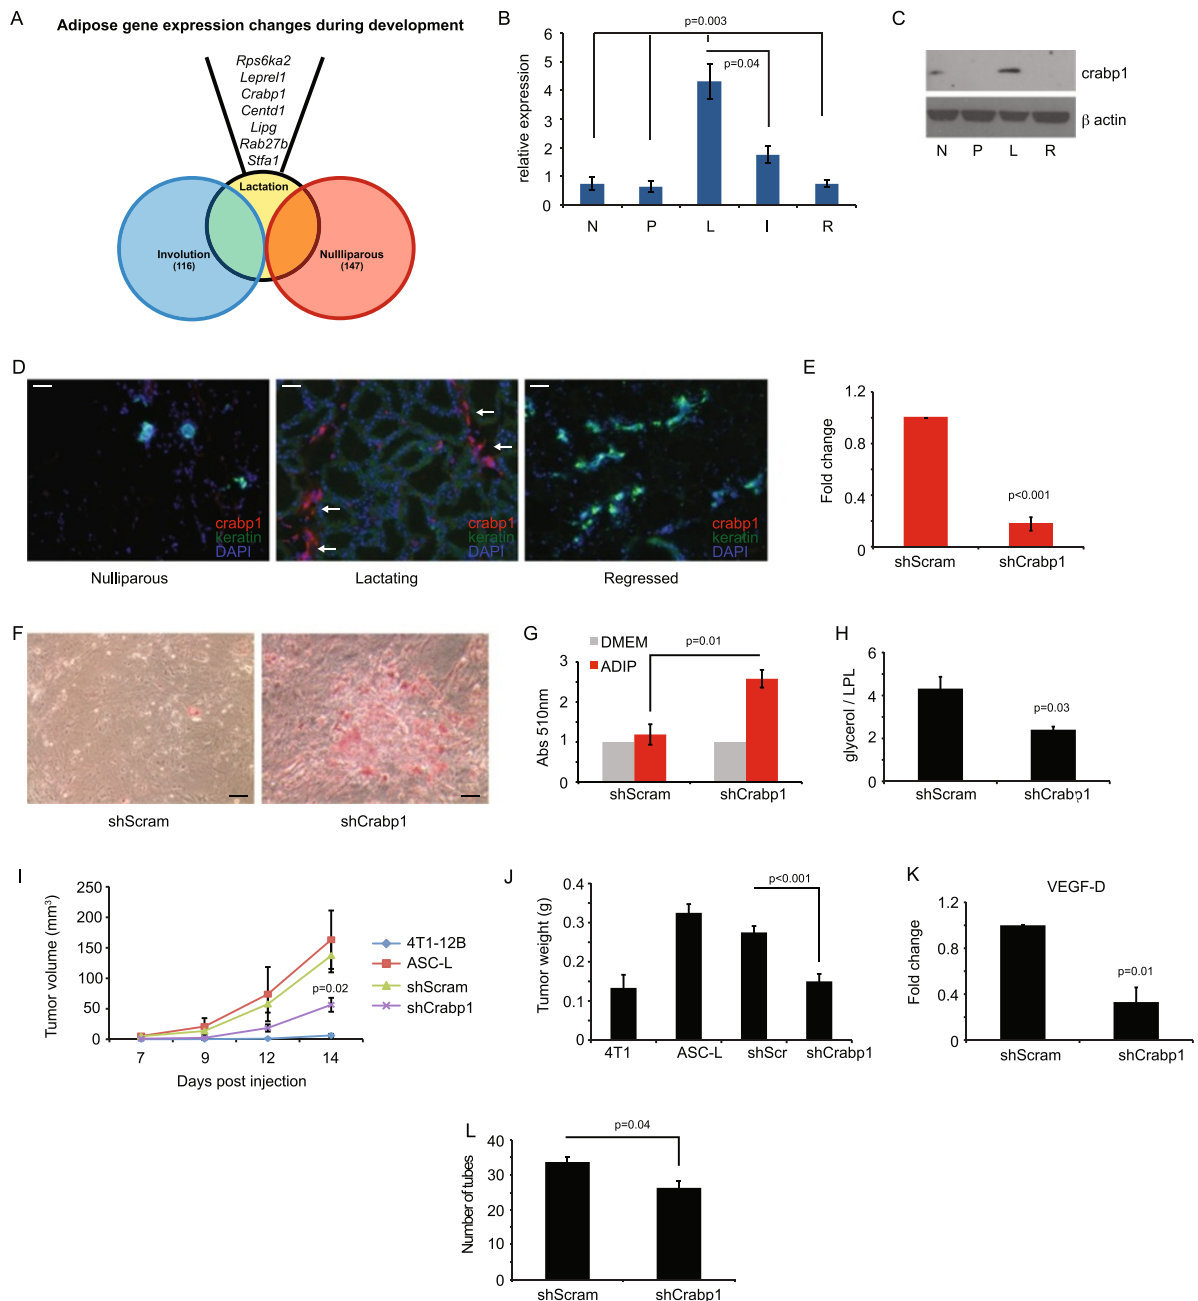 A
Adipose gene expression changes during development
Rps6ka2
Leprel1
Crabp1
Centd1
Lipg
Rab27b
Stfa1
Lactation
Involution
(116)
Nullliparous
(147)
B
p=0.003
p=0.04
relative expression
6
5
4
3
2
1
0
N P L I R
C
crabp1
β actin
N P L R
D
crabp1
keratin
DAPI
crabp1
keratin
DAPI
crabp1
keratin
DAPI
Nulliparous
Lactating
Regressed
E
Fold change
1.2
0.8
0.4
0
p<0.001
shScram shCrabp1
F
shScram
shCrabp1
G
DMEM
ADIP
p=0.01
Abs 510nm
3
2
1
0
shScram shCrabp1
H
glycerol / LPL
6
4
2
0
p=0.03
shScram shCrabp1
I
Tumor volume (mm³)
250
200
150
100
50
0
p=0.02
7 9 12 14
Days post injection
4T1-12B
ASC-L
shScram
shCrabp1
J
Tumor weight (g)
0.4
0.3
0.2
0.1
0
p<0.001
4T1 ASC-L shScr shCrabp1
K
VEGF-D
Fold change
1.2
0.8
0.4
0
p=0.01
shScram shCrabp1
L
Number of tubes
40
30
20
10
0
p=0.04
shScram shCrabp1